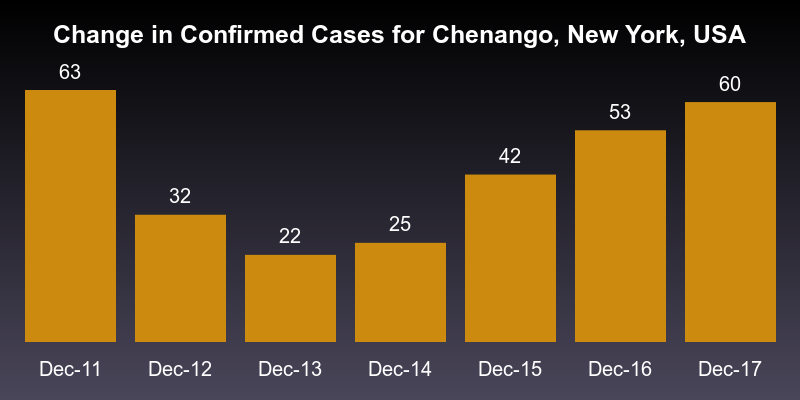 Change in Confirmed Cases for Chenango, New York, USA
63
32
22
25
42
53
60
Dec-11
Dec-12
Dec-13
Dec-14
Dec-15
Dec-16
Dec-17